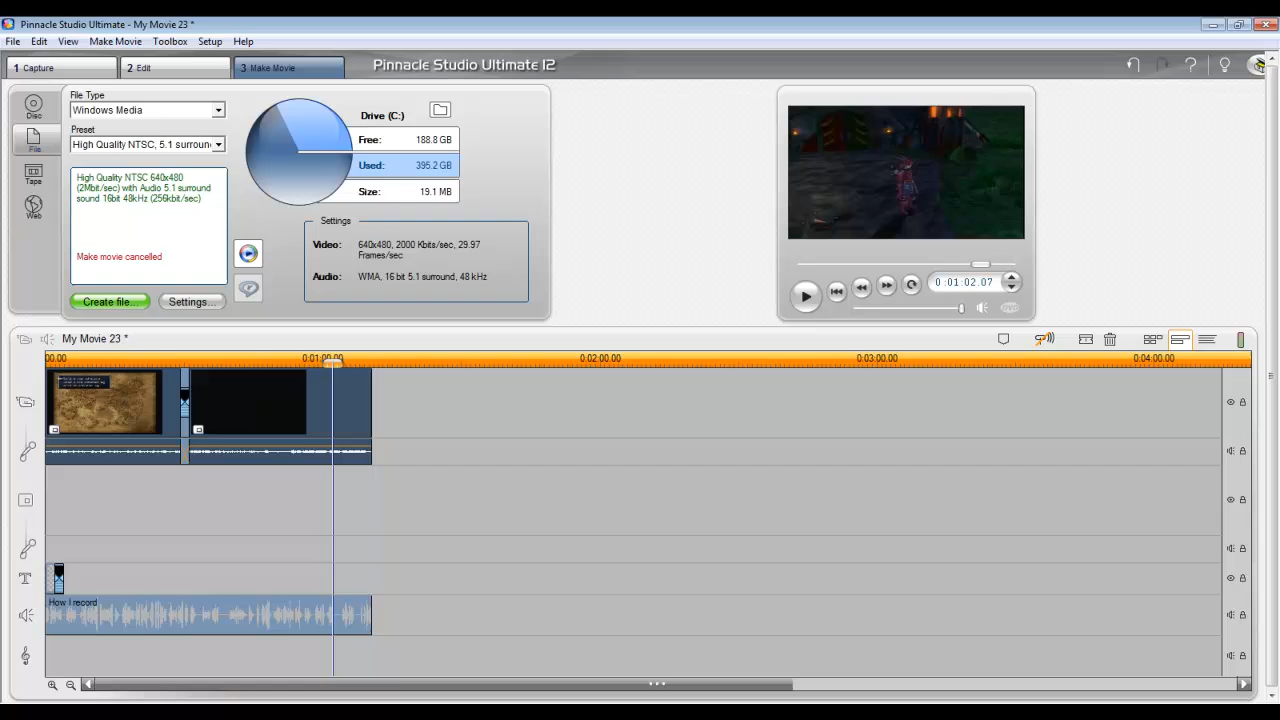 Pinnacle Studio Ultimate - My Movie 23 *
File Edit View Make Movie Toolbox Setup Help
1 Capture
2 Edit
3 Make Movie
Pinnacle Studio Ultimate 12
Disc
File
Tape
Web
File Type
Windows Media
Preset
High Quality NTSC, 5.1 surroun
High Quality NTSC 640x480
(2Mbit/sec) with Audio 5.1 surround
sound 16bit 48kHz (256kbit/sec)
Make movie cancelled
Create file...
Settings...
Drive (C:)
Free: 188.8 GB
Used: 395.2 GB
Size: 19.1 MB
Settings
Video: 640x480, 2000 Kbits/sec, 29.97
Frames/sec
Audio: WMA, 16 bit 5.1 surround, 48 kHz
0:01:02.07
My Movie 23 *
00.00 0:01:00.00 0:02:00.00 0:03:00.00 0:04:00.00
T
How I record